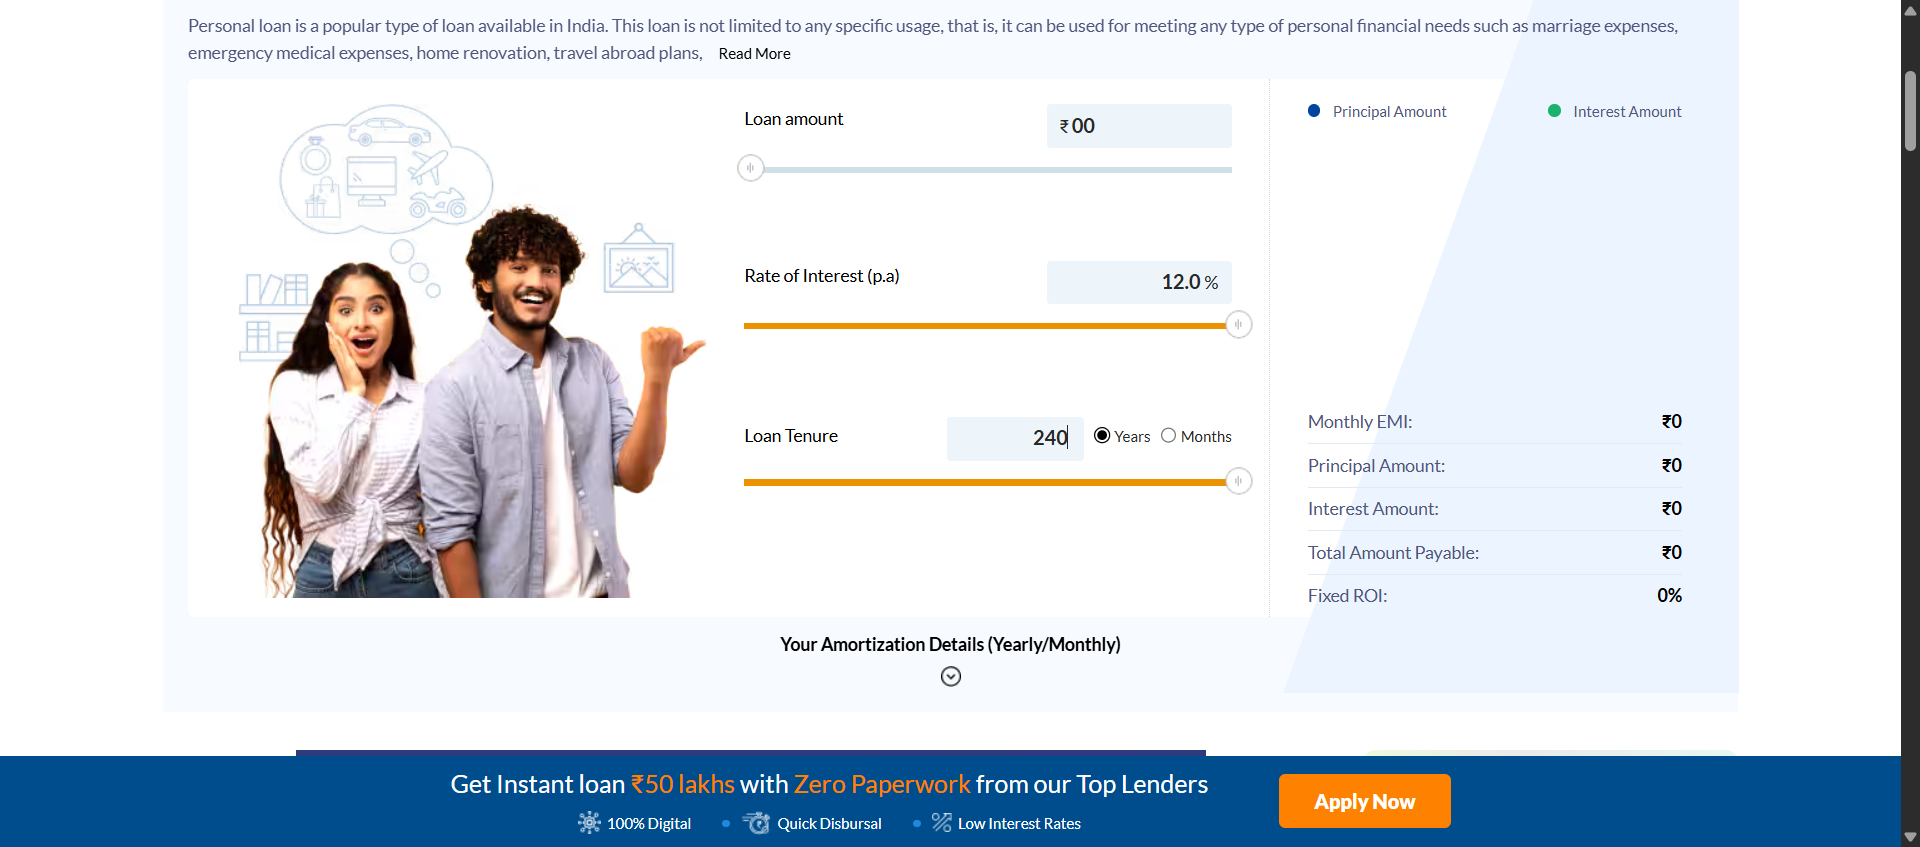 Personal loan is a popular type of loan available in India. This loan is not limited to any specific usage, that is, it can be used for meeting any type of personal financial needs such as marriage expenses,
emergency medical expenses, home renovation, travel abroad plans, Read More
Loan amount
₹ 00
Rate of Interest (p.a)
12.0 %
Loan Tenure
240
Years
Months
Principal Amount
Interest Amount
Monthly EMI: ₹0
Principal Amount: ₹0
Interest Amount: ₹0
Total Amount Payable: ₹0
Fixed ROI: 0%
Your Amortization Details (Yearly/Monthly)
Get Instant loan ₹50 lakhs with Zero Paperwork from our Top Lenders
100% Digital
Quick Disbursal
Low Interest Rates
Apply Now